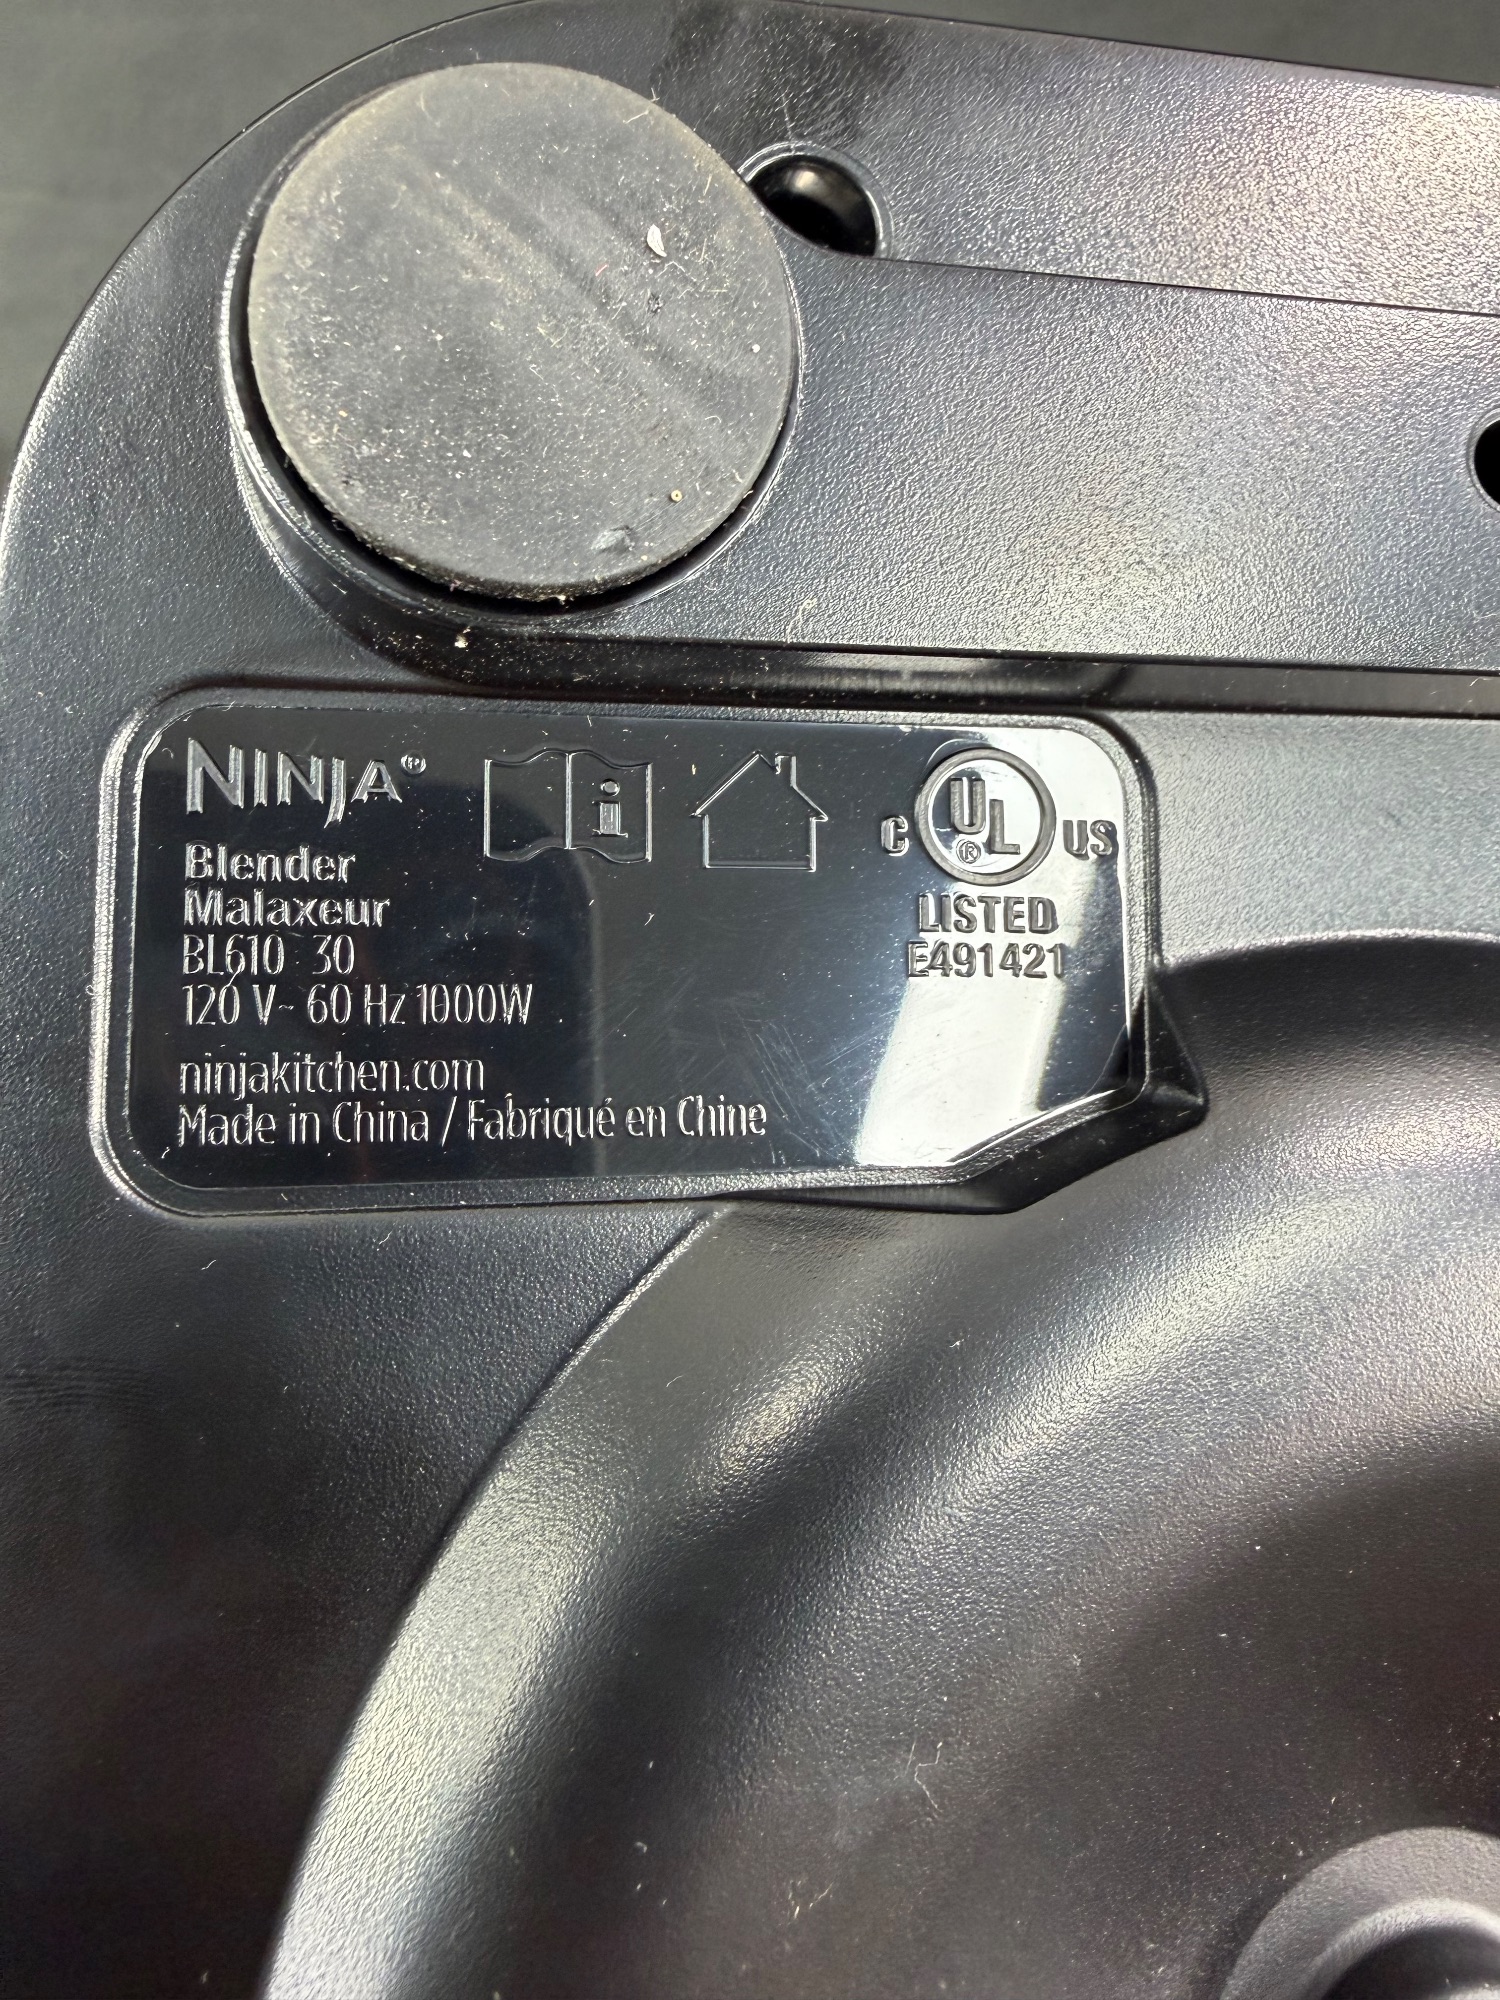 NINJA®
Blender
Malaxeur
BL610 30
120 V~ 60 Hz 1000W
ninjakitchen.com
Made in China / Fabriqué en Chine
i
C UL® US
LISTED
E491421